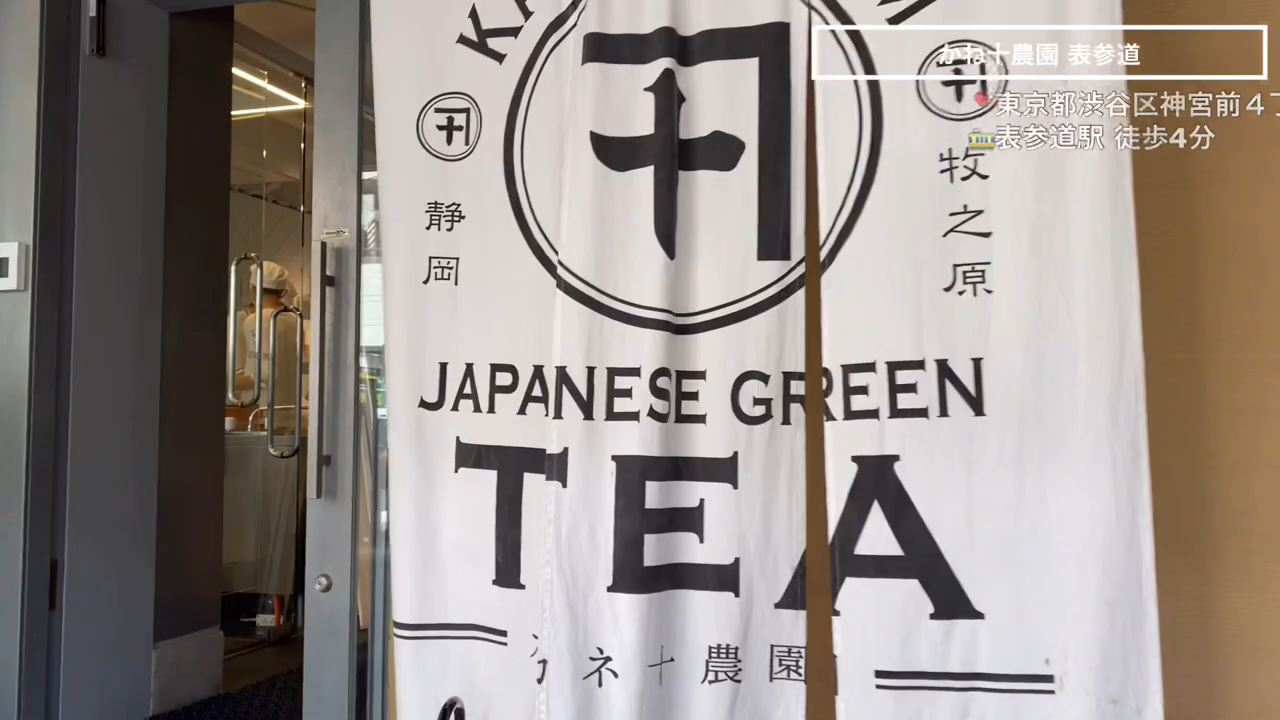 かね十農園 表参道
東京都渋谷区神宮前4丁
表参道駅 徒歩4分
静岡
牧之原
JAPANESE GREEN
TEA
カネ十農園